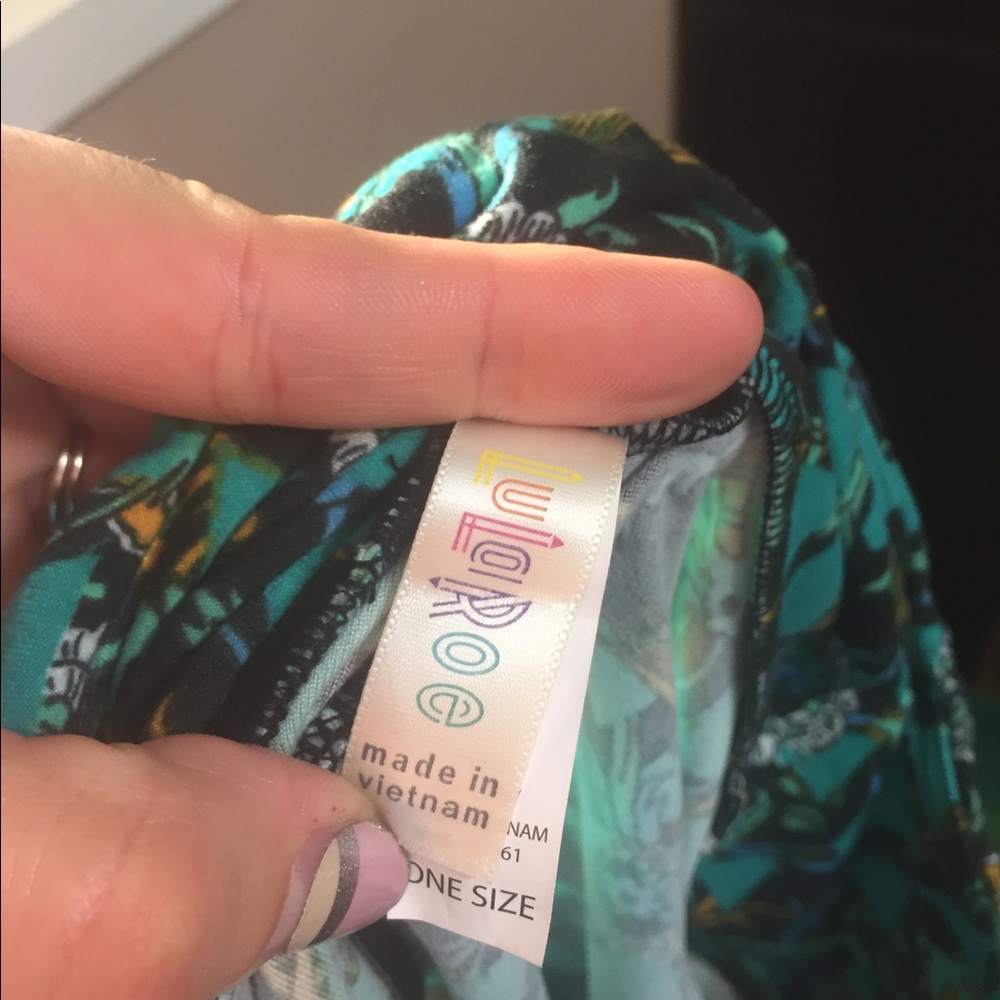 LuLaRoe
made in
vietnam
NAM
61
ONE SIZE